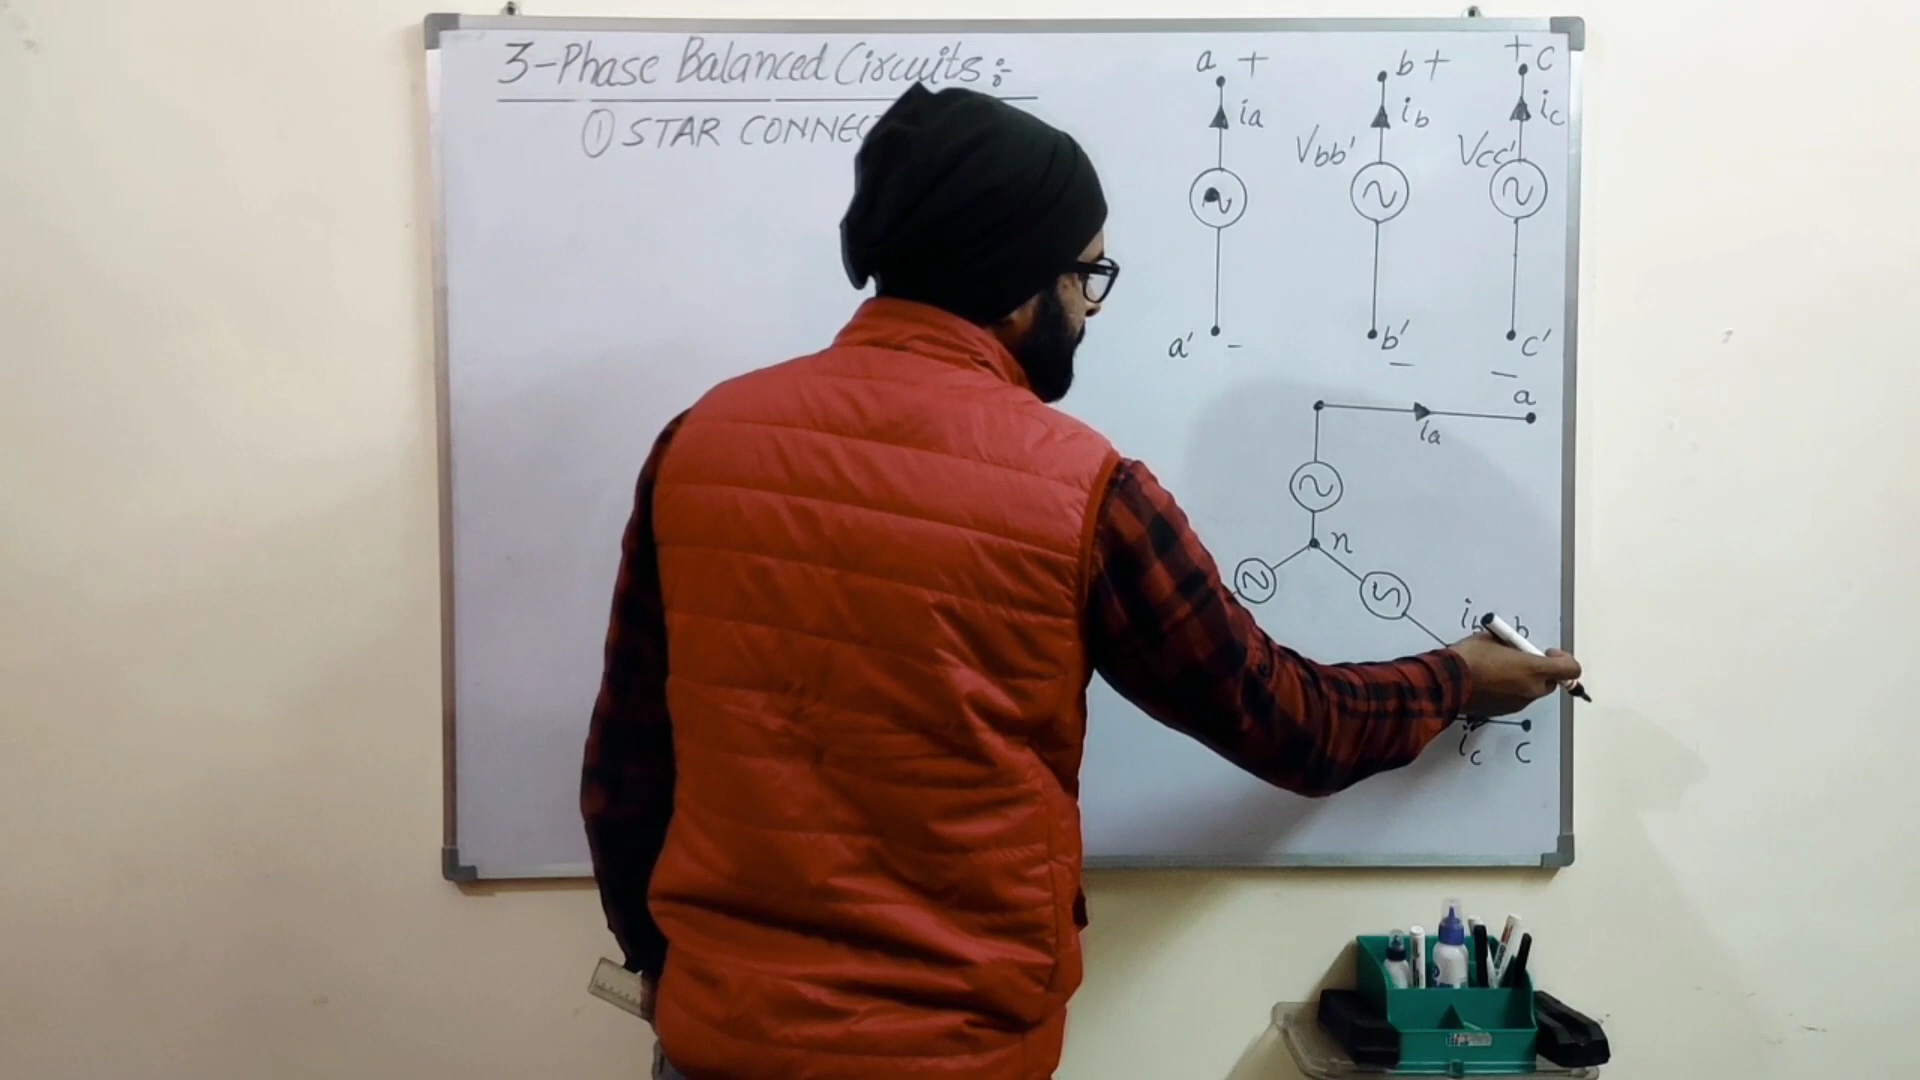 3-Phase Balanced Circuits:-
① STAR CONNEC
a +
b +
+ c
ia
ib
ic
Vbb'
Vcc'
a' -
b' -
c' -
a
ia
n
b
ic
c